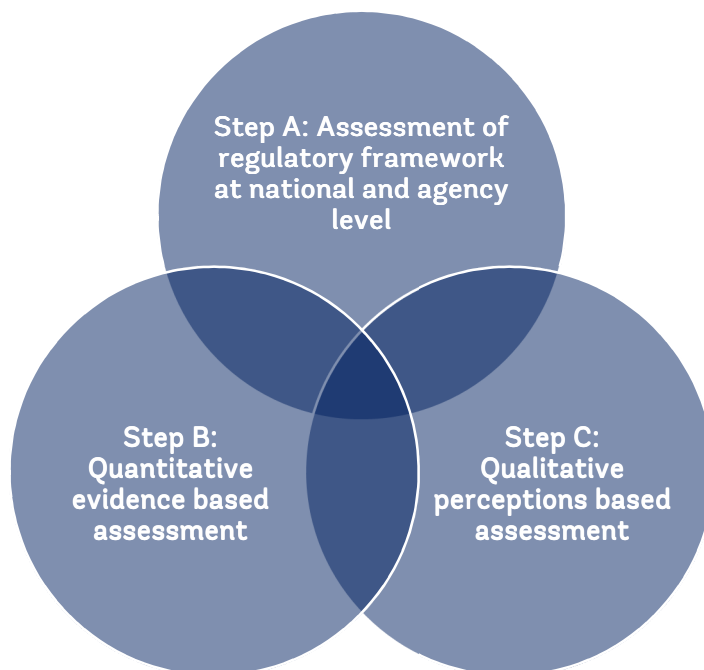 Step A: Assessment of
regulatory framework
at national and agency
level
Step B:
Quantitative
evidence based
assessment
Step C:
Qualitative
perceptions based
assessment